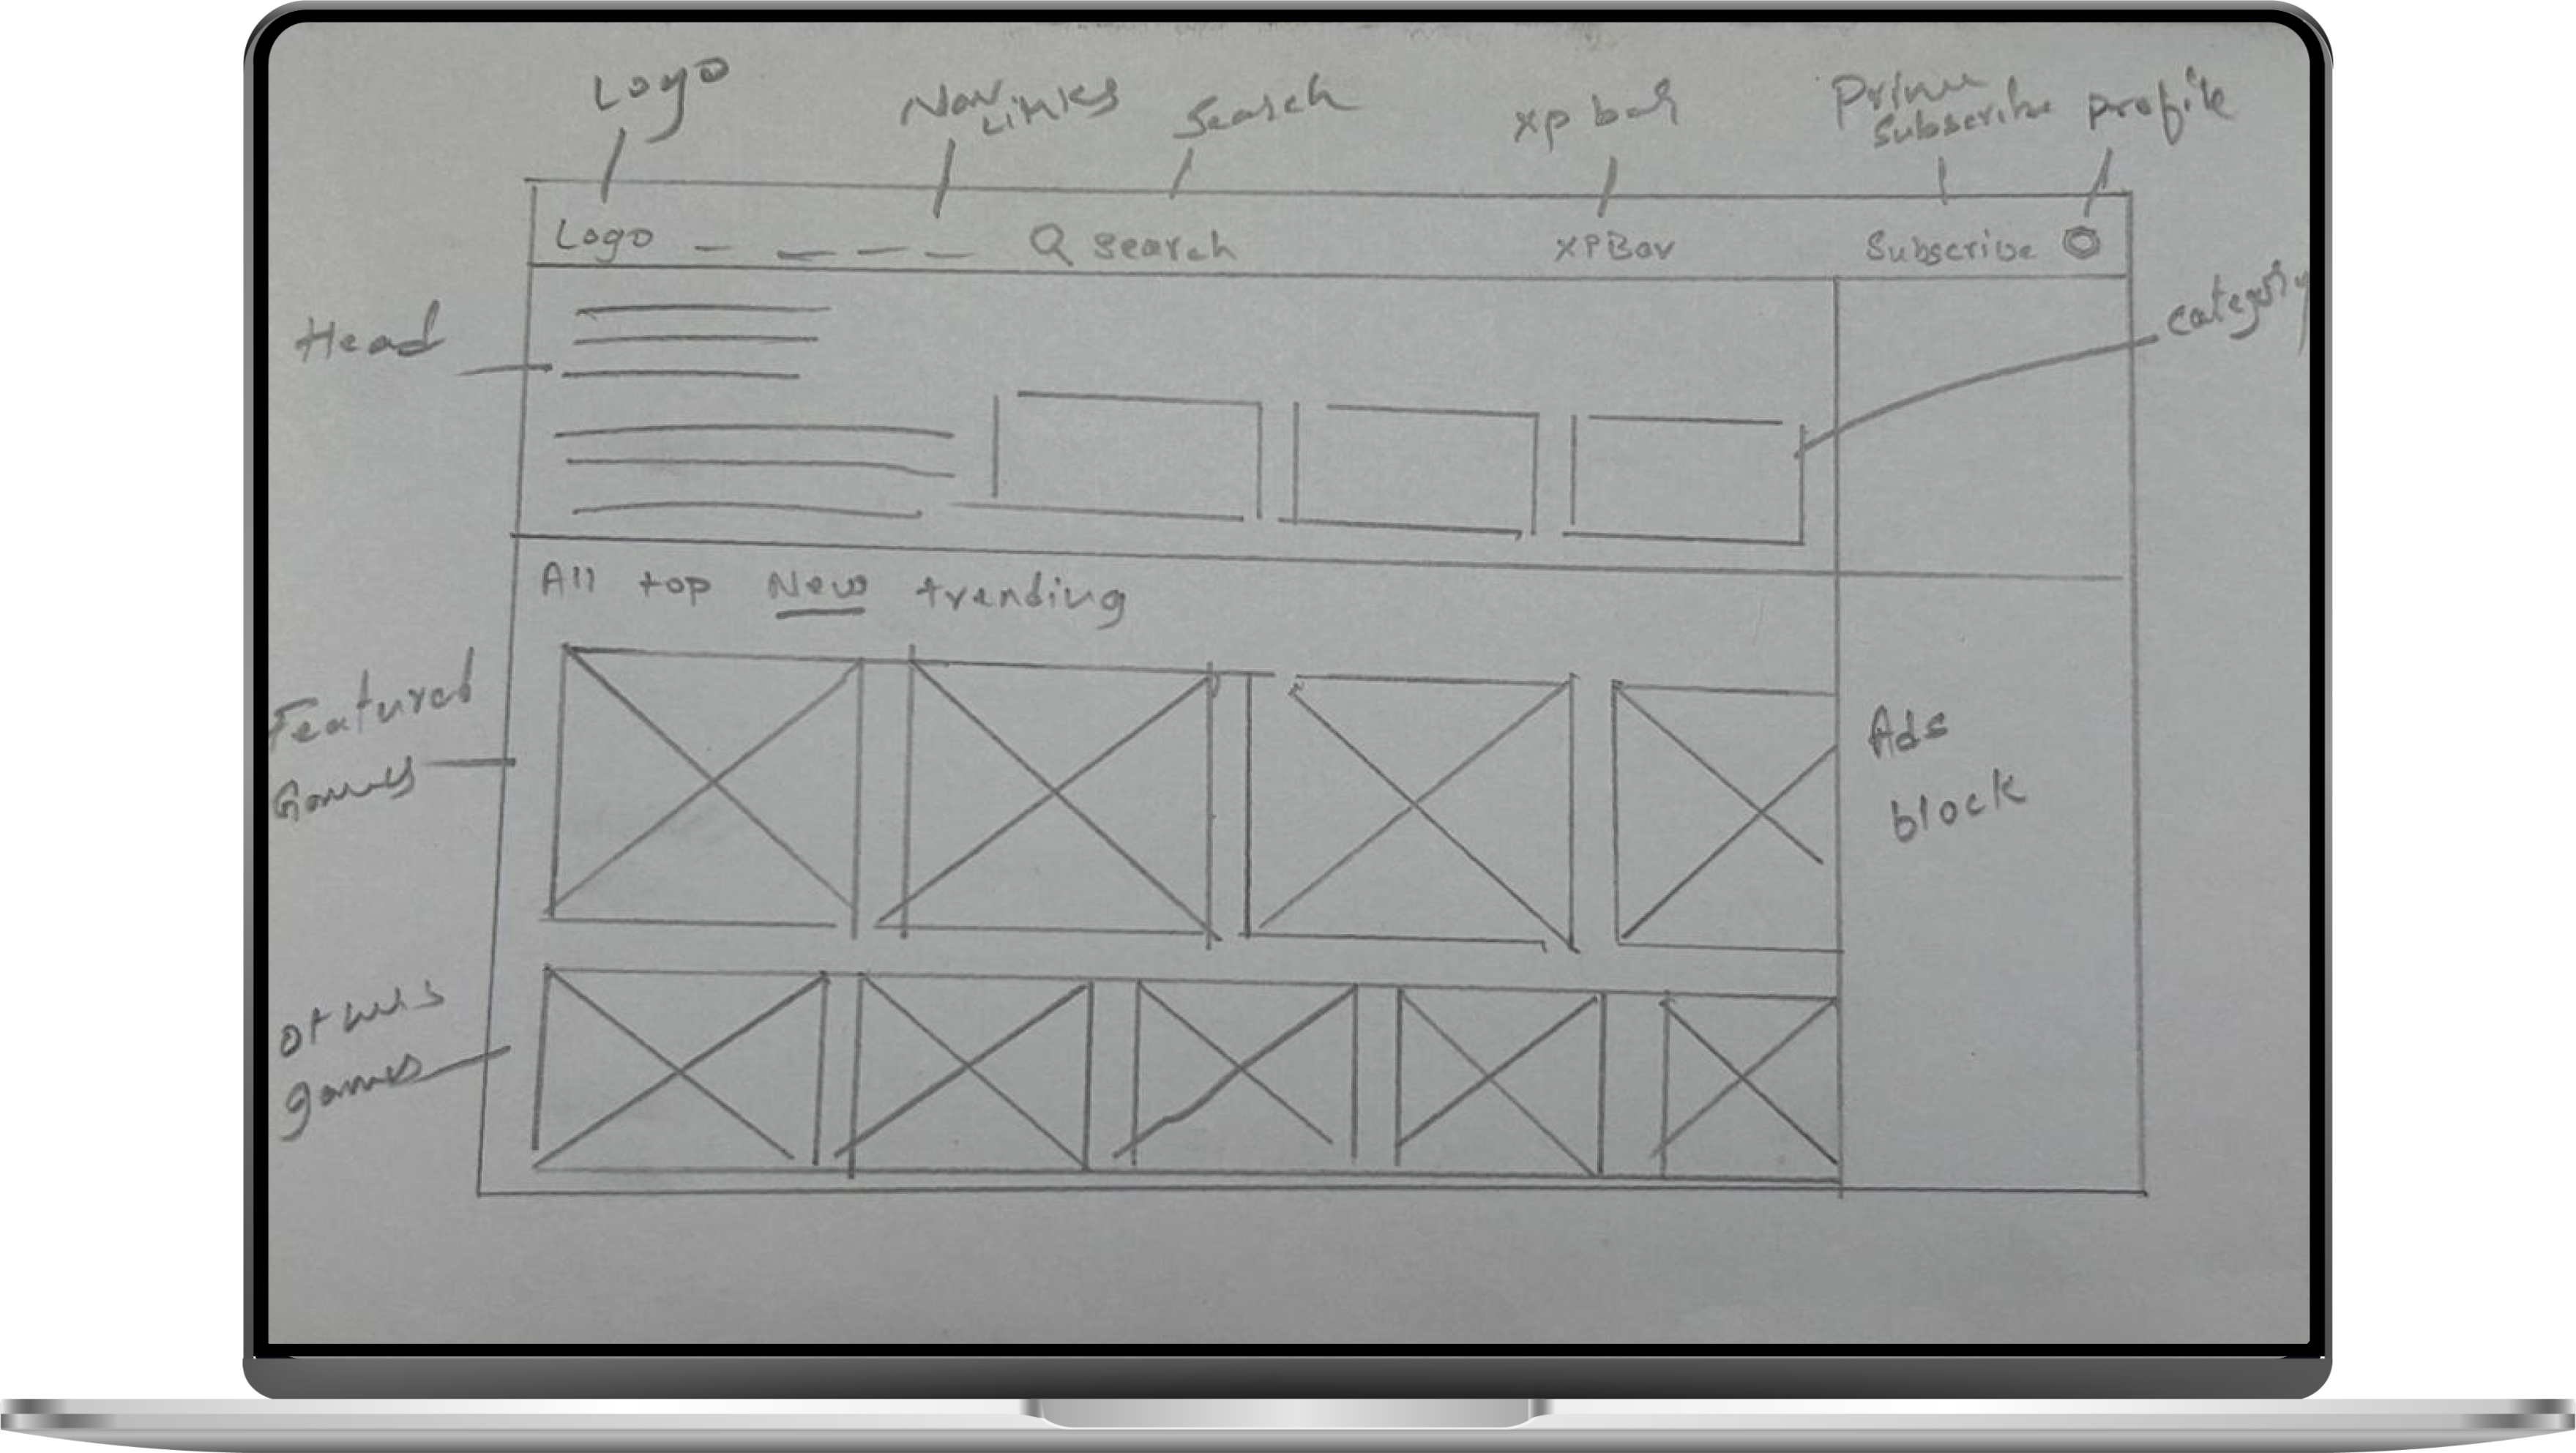 Logo
Nav Links
Search
xp bar
Prime
Subscribe
profile
Logo
Q search
XPBar
Subscribe
Head
category
All top New trending
Featured
Games
Ads
block
others
games